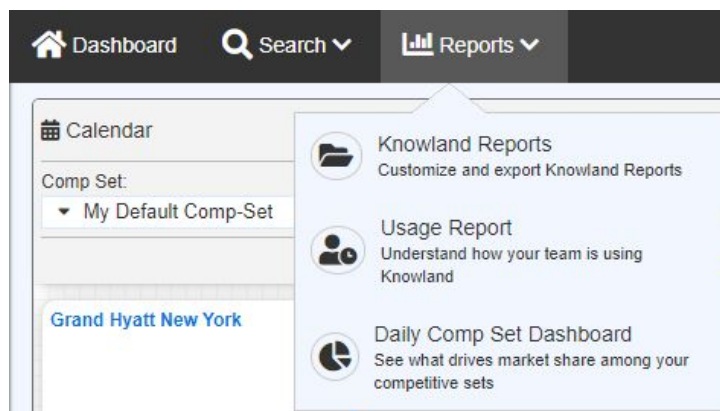 Dashboard
Search
Reports
Calendar
Comp Set:
My Default Comp-Set
Grand Hyatt New York
Knowland Reports
Customize and export Knowland Reports
Usage Report
Understand how your team is using
Knowland
Daily Comp Set Dashboard
See what drives market share among your
competitive sets